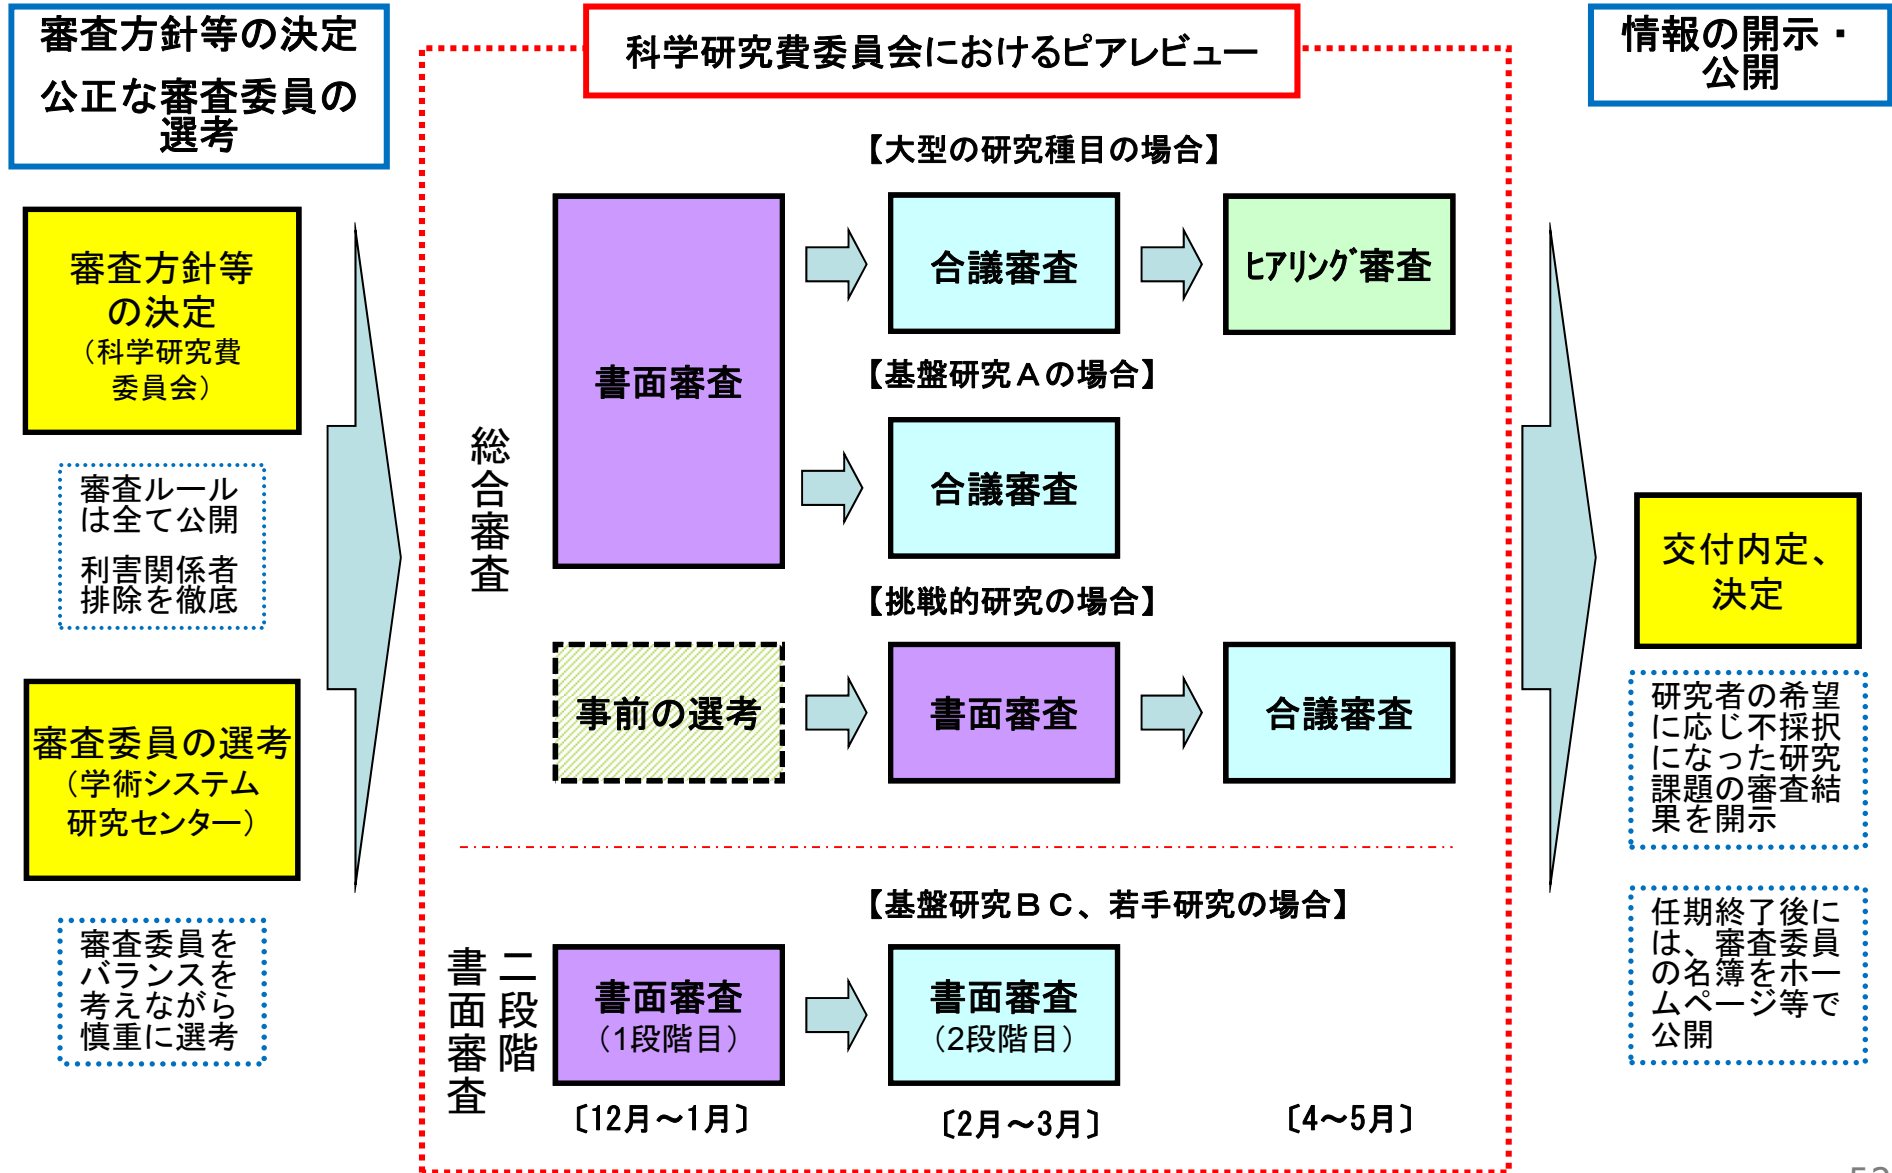 審査方針等の決定
公正な審査委員の
選考
審査方針等
の決定
（科学研究費
委員会）
審査ルール
は全て公開
利害関係者
排除を徹底
審査委員の選考
（学術システム
研究センター）
審査委員を
バランスを
考えながら
慎重に選考
科学研究費委員会におけるピアレビュー
総合審査
【大型の研究種目の場合】
書面審査
合議審査
ヒアリング審査
【基盤研究Ａの場合】
合議審査
【挑戦的研究の場合】
事前の選考
書面審査
合議審査
二段階
書面審査
【基盤研究ＢＣ、若手研究の場合】
書面審査
（1段階目）
書面審査
（2段階目）
〔12月～1月〕
〔2月～3月〕
〔4～5月〕
情報の開示・
公開
交付内定、
決定
研究者の希望
に応じ不採択
になった研究
課題の審査結
果を開示
任期終了後に
は、審査委員
の名簿をホー
ムページ等で
公開